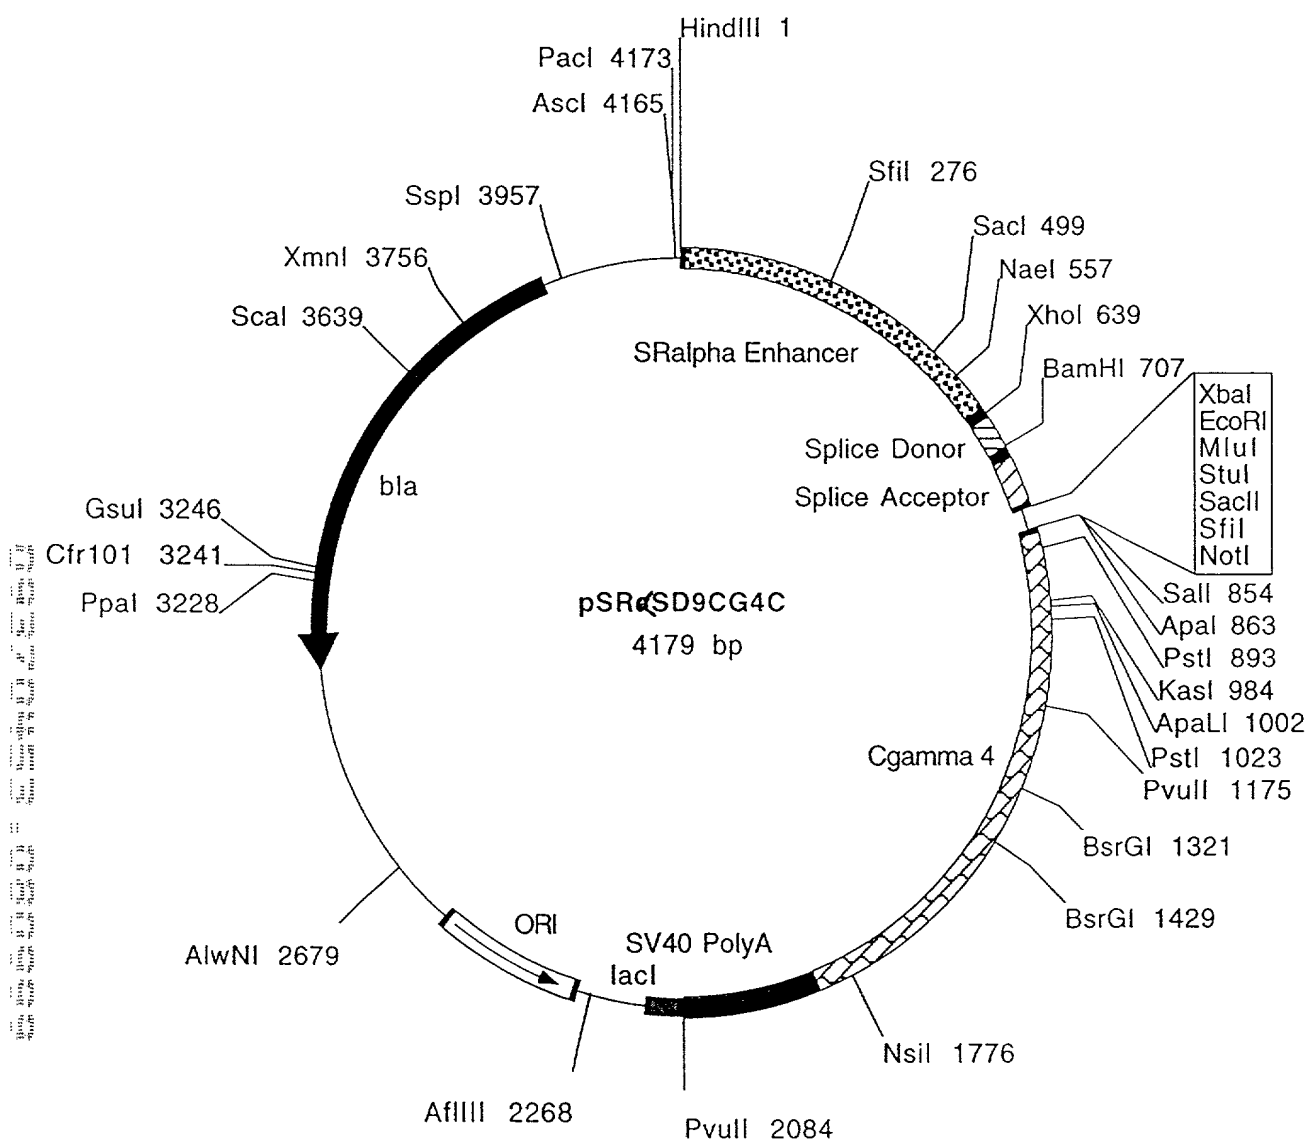 HindIII 1
PacI 4173
AscI 4165
SfiI 276
SspI 3957
SacI 499
XmnI 3756
NaeI 557
ScaI 3639
XhoI 639
SRalpha Enhancer
BamHI 707
XbaI
EcoRI
MluI
StuI
SacII
SfiI
NotI
Splice Donor
Splice Acceptor
bla
GsuI 3246
Cfr101 3241
PpaI 3228
pSRαSD9CG4C
4179 bp
SalI 854
ApaI 863
PstI 893
KasI 984
ApaLI 1002
PstI 1023
PvuII 1175
Cgamma 4
BsrGI 1321
BsrGI 1429
ORI
SV40 PolyA
lacI
AlwNI 2679
NsiI 1776
AflIII 2268
PvuII 2084